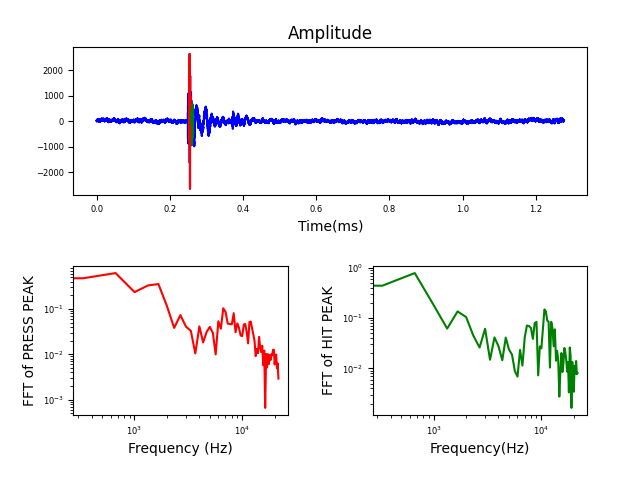 Amplitude
2000
1000
0
−1000
−2000
0.0 0.2 0.4 0.6 0.8 1.0 1.2
Time(ms)
FFT of PRESS PEAK
10⁻¹
10⁻²
10⁻³
10³ 10⁴
Frequency (Hz)
FFT of HIT PEAK
10⁰
10⁻¹
10⁻²
10³ 10⁴
Frequency(Hz)